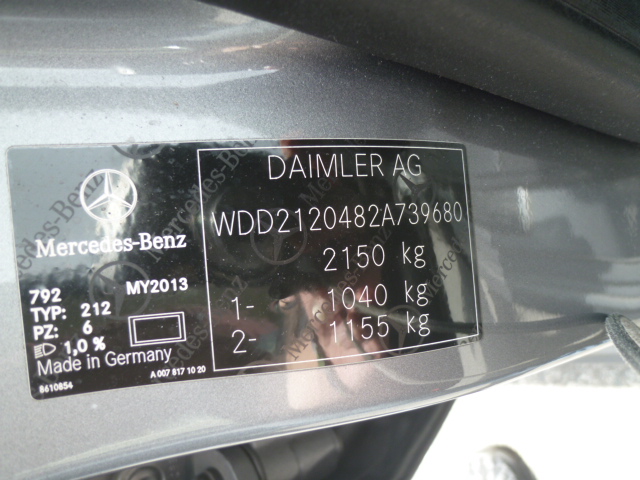 Mercedes-Benz
792 MY2013
TYP: 212
PZ: 6
1,0 %
Made in Germany
8610854
A 007 817 10 20
DAIMLER AG
WDD2120482A739680
2150 kg
1- 1040 kg
2- 1155 kg